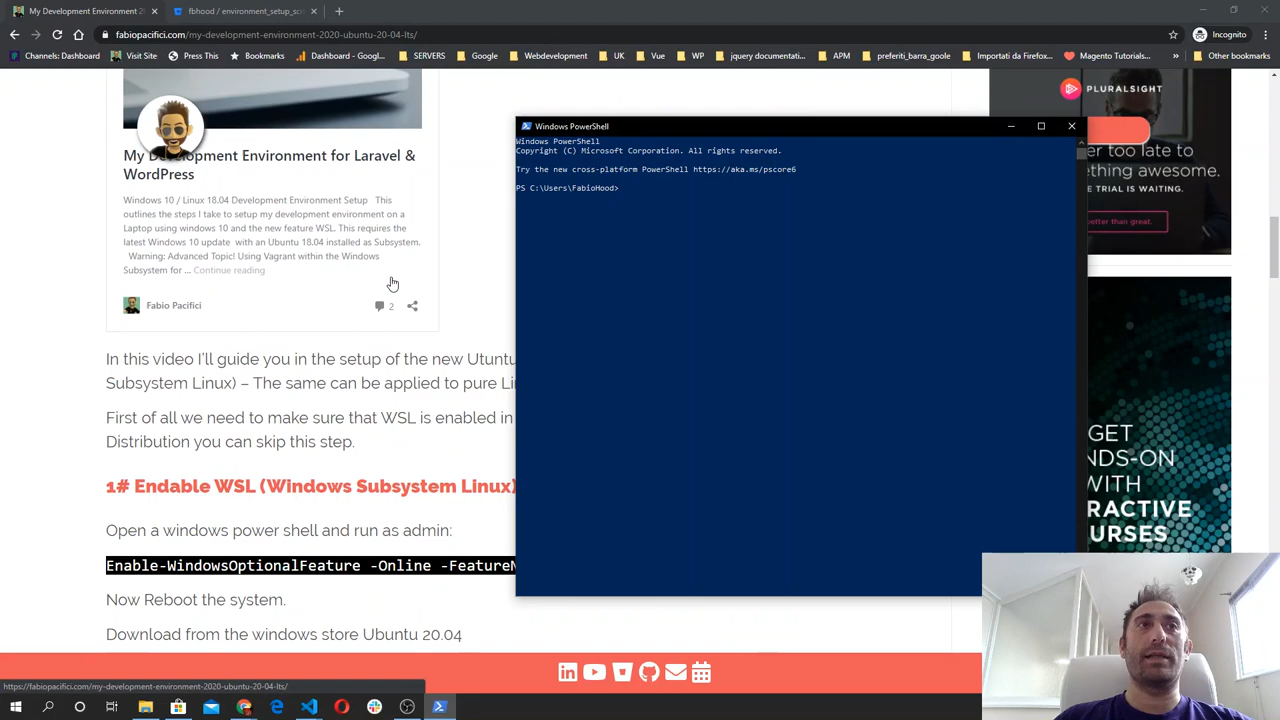 My Development Environment 2
fbhood / environment_setup_scr
Incognito
fabiopacifici.com/my-development-environment-2020-ubuntu-20-04-lts/
Channels: Dashboard
Visit Site
Bookmarks
Dashboard - Googl...
SERVERS
Google
Webdevelopment
UK
Vue
WP
jquery documentati...
APM
preferiti_barra_goole
Importati da Firefox...
Magento Tutorials...
Other bookmarks
PLURALSIGHT
er too late to
ecome awesome.
E TRIAL IS WAITING.
better than great.
My Development Environment for Laravel &
WordPress
Windows 10 / Linux 18.04 Development Environment Setup This
outlines the steps I take to setup my development environment on a
Laptop using windows 10 and the new feature WSL. This requires the
latest Windows 10 update with an Ubuntu 18.04 installed as Subsystem.
Warning: Advanced Topic! Using Vagrant within the Windows
Subsystem for ... Continue reading
Fabio Pacifici
2
Windows PowerShell
Windows PowerShell
Copyright (C) Microsoft Corporation. All rights reserved.
Try the new cross-platform PowerShell https://aka.ms/pscore6
PS C:\Users\FabioHood>
In this video I'll guide you in the setup of the new Ututu
Subsystem Linux) – The same can be applied to pure Li
First of all we need to make sure that WSL is enabled in
Distribution you can skip this step.
1# Endable WSL (Windows Subsystem Linux)
Open a windows power shell and run as admin:
Enable-WindowsOptionalFeature -Online -FeatureN
Now Reboot the system.
Download from the windows store Ubuntu 20.04
GET
NDS-ON
WITH
RACTIVE
URSES
https://fabiopacifici.com/my-development-environment-2020-ubuntu-20-04-lts/